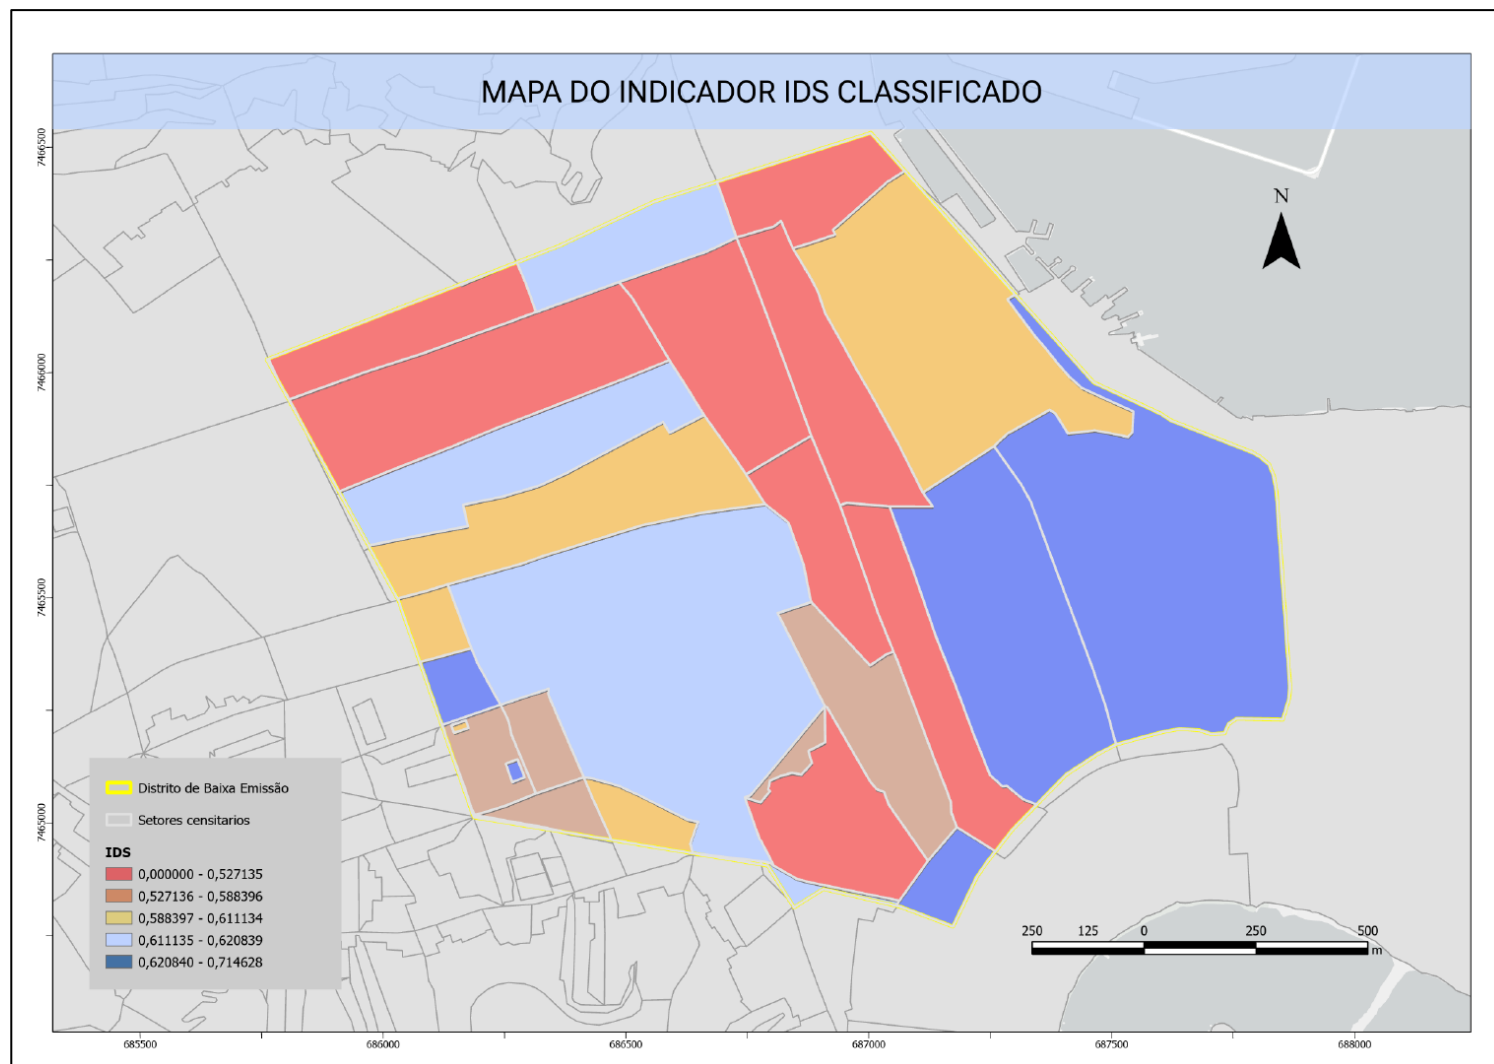 MAPA DO INDICADOR IDS CLASSIFICADO
N
7466500
7466000
7465500
7465000
Distrito de Baixa Emissão
Setores censitarios
IDS
0,000000 - 0,527135
0,527136 - 0,588396
0,588397 - 0,611134
0,611135 - 0,620839
0,620840 - 0,714628
250 125 0 250 500
m
685500 686000 686500 687000 687500 688000